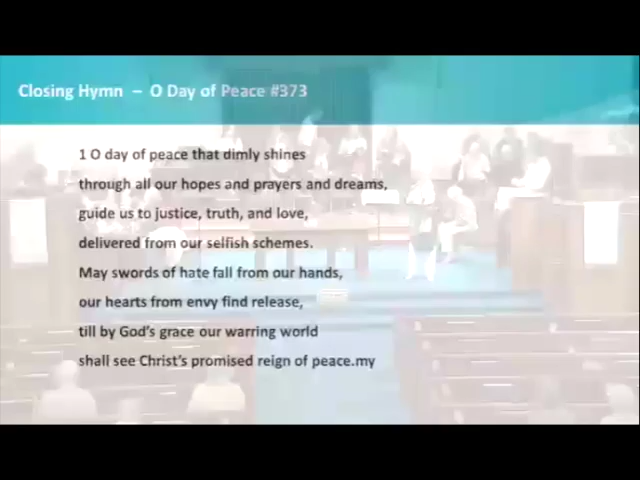 Closing Hymn – O Day of Peace #373
1 O day of peace that dimly shines
through all our hopes and prayers and dreams,
guide us to justice, truth, and love,
delivered from our selfish schemes.
May swords of hate fall from our hands,
our hearts from envy find release,
till by God's grace our warring world
shall see Christ's promised reign of peace.my